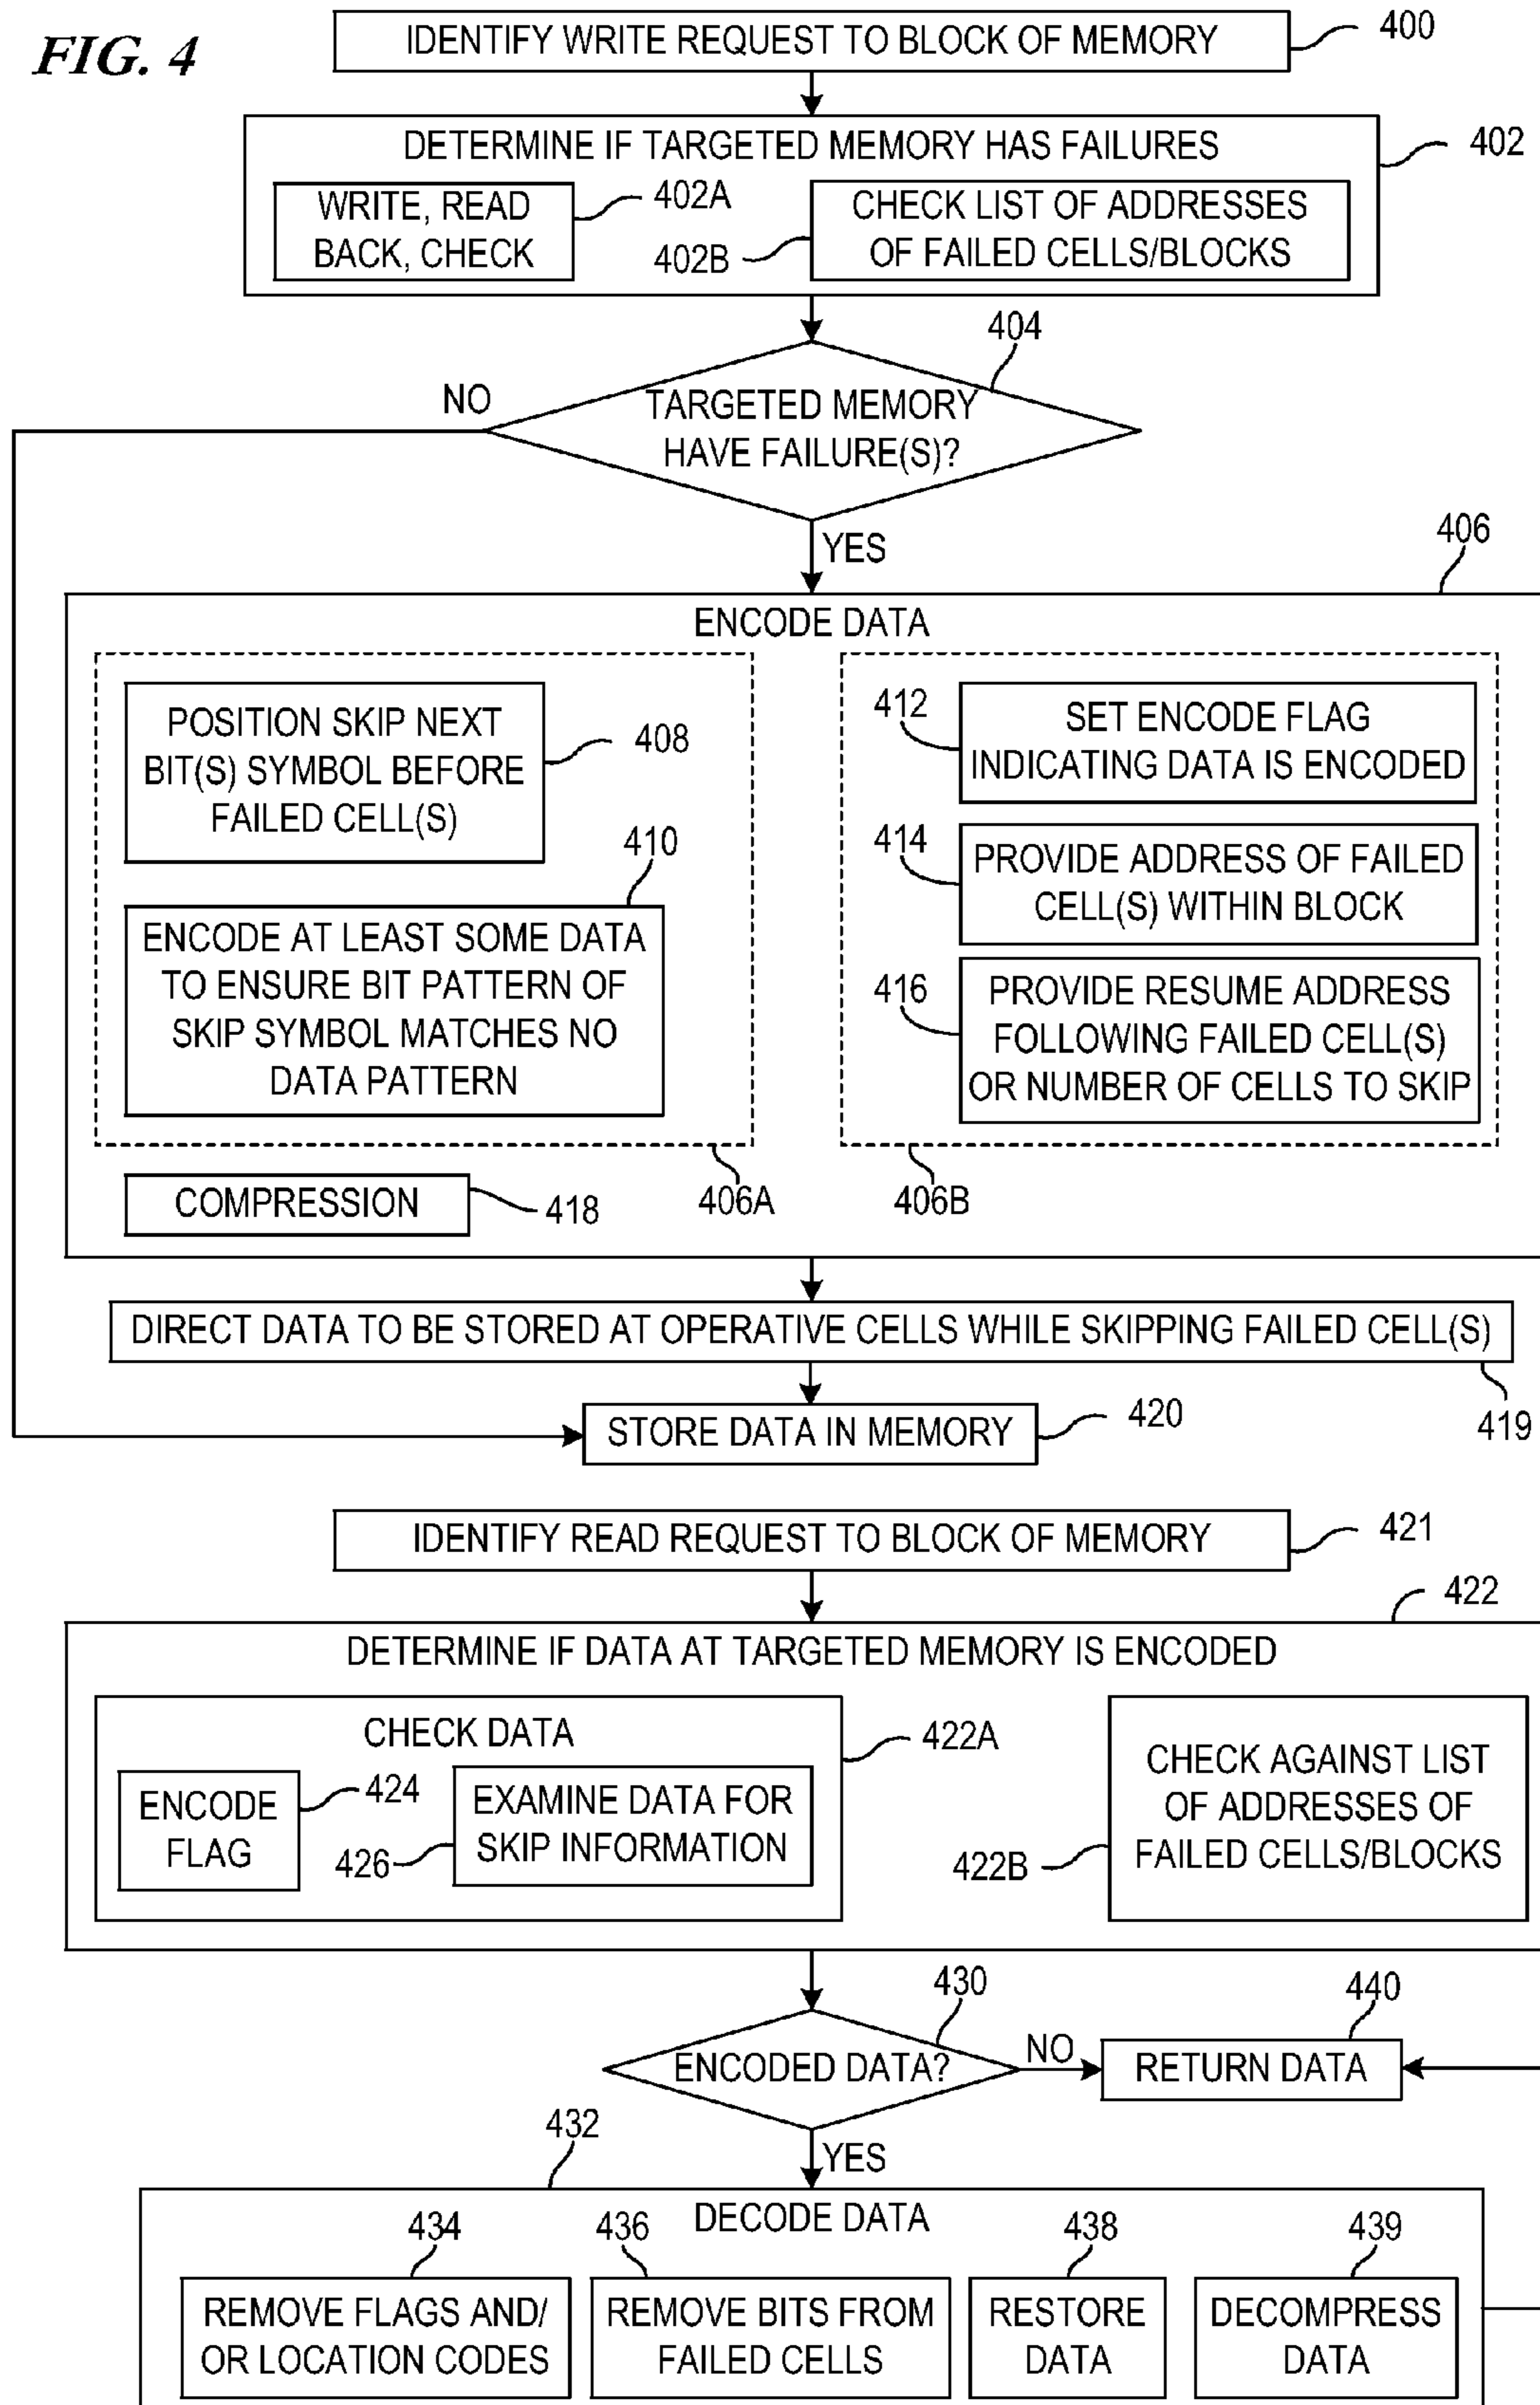 FIG. 4
IDENTIFY WRITE REQUEST TO BLOCK OF MEMORY
400
DETERMINE IF TARGETED MEMORY HAS FAILURES
402
WRITE, READ
BACK, CHECK
402A
402B
CHECK LIST OF ADDRESSES
OF FAILED CELLS/BLOCKS
404
NO
TARGETED MEMORY
HAVE FAILURE(S)?
YES
406
ENCODE DATA
POSITION SKIP NEXT
BIT(S) SYMBOL BEFORE
FAILED CELL(S)
408
410
ENCODE AT LEAST SOME DATA
TO ENSURE BIT PATTERN OF
SKIP SYMBOL MATCHES NO
DATA PATTERN
412
SET ENCODE FLAG
INDICATING DATA IS ENCODED
414
PROVIDE ADDRESS OF FAILED
CELL(S) WITHIN BLOCK
416
PROVIDE RESUME ADDRESS
FOLLOWING FAILED CELL(S)
OR NUMBER OF CELLS TO SKIP
406A
406B
COMPRESSION
418
DIRECT DATA TO BE STORED AT OPERATIVE CELLS WHILE SKIPPING FAILED CELL(S)
419
STORE DATA IN MEMORY
420
IDENTIFY READ REQUEST TO BLOCK OF MEMORY
421
422
DETERMINE IF DATA AT TARGETED MEMORY IS ENCODED
CHECK DATA
422A
ENCODE
FLAG
424
426
EXAMINE DATA FOR
SKIP INFORMATION
422B
CHECK AGAINST LIST
OF ADDRESSES OF
FAILED CELLS/BLOCKS
430
ENCODED DATA?
NO
440
RETURN DATA
YES
432
DECODE DATA
434
REMOVE FLAGS AND/
OR LOCATION CODES
436
REMOVE BITS FROM
FAILED CELLS
438
RESTORE
DATA
439
DECOMPRESS
DATA